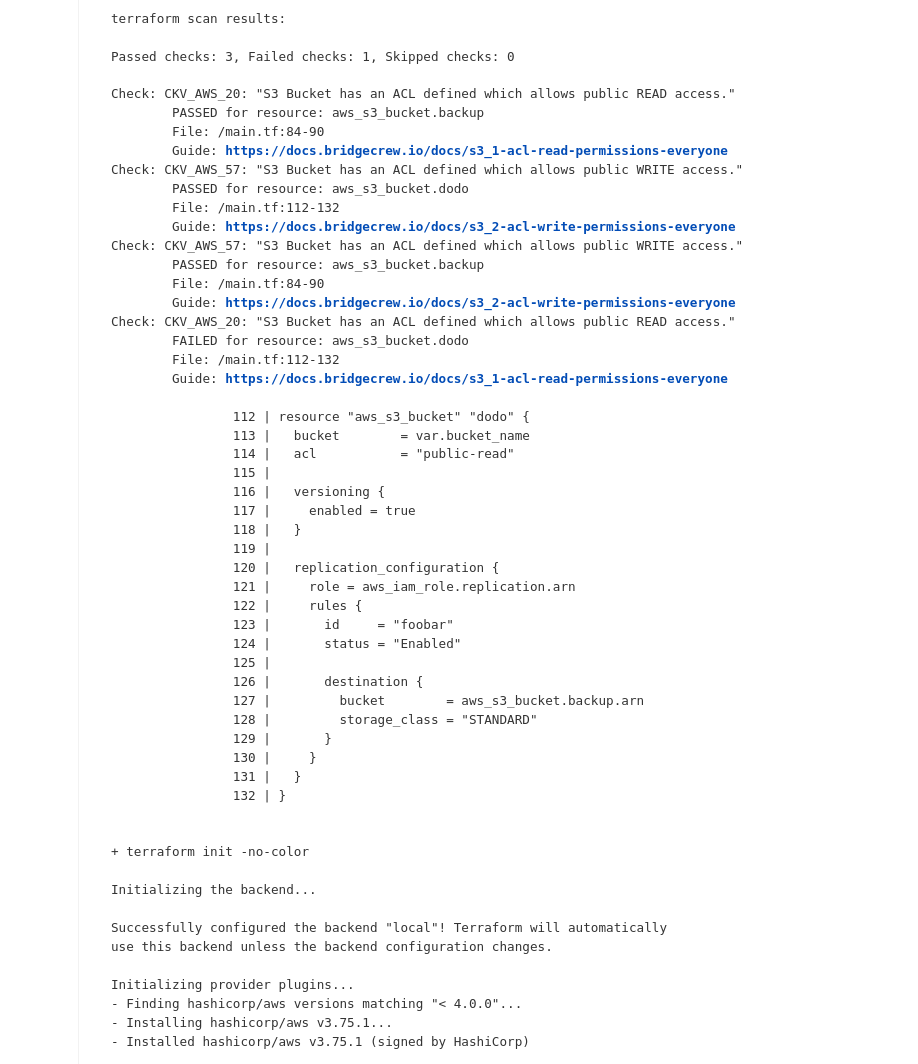 terraform scan results:

Passed checks: 3, Failed checks: 1, Skipped checks: 0

Check: CKV_AWS_20: "S3 Bucket has an ACL defined which allows public READ access."
        PASSED for resource: aws_s3_bucket.backup
        File: /main.tf:84-90
        Guide: https://docs.bridgecrew.io/docs/s3_1-acl-read-permissions-everyone
Check: CKV_AWS_57: "S3 Bucket has an ACL defined which allows public WRITE access."
        PASSED for resource: aws_s3_bucket.dodo
        File: /main.tf:112-132
        Guide: https://docs.bridgecrew.io/docs/s3_2-acl-write-permissions-everyone
Check: CKV_AWS_57: "S3 Bucket has an ACL defined which allows public WRITE access."
        PASSED for resource: aws_s3_bucket.backup
        File: /main.tf:84-90
        Guide: https://docs.bridgecrew.io/docs/s3_2-acl-write-permissions-everyone
Check: CKV_AWS_20: "S3 Bucket has an ACL defined which allows public READ access."
        FAILED for resource: aws_s3_bucket.dodo
        File: /main.tf:112-132
        Guide: https://docs.bridgecrew.io/docs/s3_1-acl-read-permissions-everyone

                112 | resource "aws_s3_bucket" "dodo" {
                113 |   bucket        = var.bucket_name
                114 |   acl           = "public-read"
                115 |
                116 |   versioning {
                117 |     enabled = true
                118 |   }
                119 |
                120 |   replication_configuration {
                121 |     role = aws_iam_role.replication.arn
                122 |     rules {
                123 |       id     = "foobar"
                124 |       status = "Enabled"
                125 |
                126 |       destination {
                127 |         bucket        = aws_s3_bucket.backup.arn
                128 |         storage_class = "STANDARD"
                129 |       }
                130 |     }
                131 |   }
                132 | }

+ terraform init -no-color

Initializing the backend...

Successfully configured the backend "local"! Terraform will automatically
use this backend unless the backend configuration changes.

Initializing provider plugins...
- Finding hashicorp/aws versions matching "< 4.0.0"...
- Installing hashicorp/aws v3.75.1...
- Installed hashicorp/aws v3.75.1 (signed by HashiCorp)